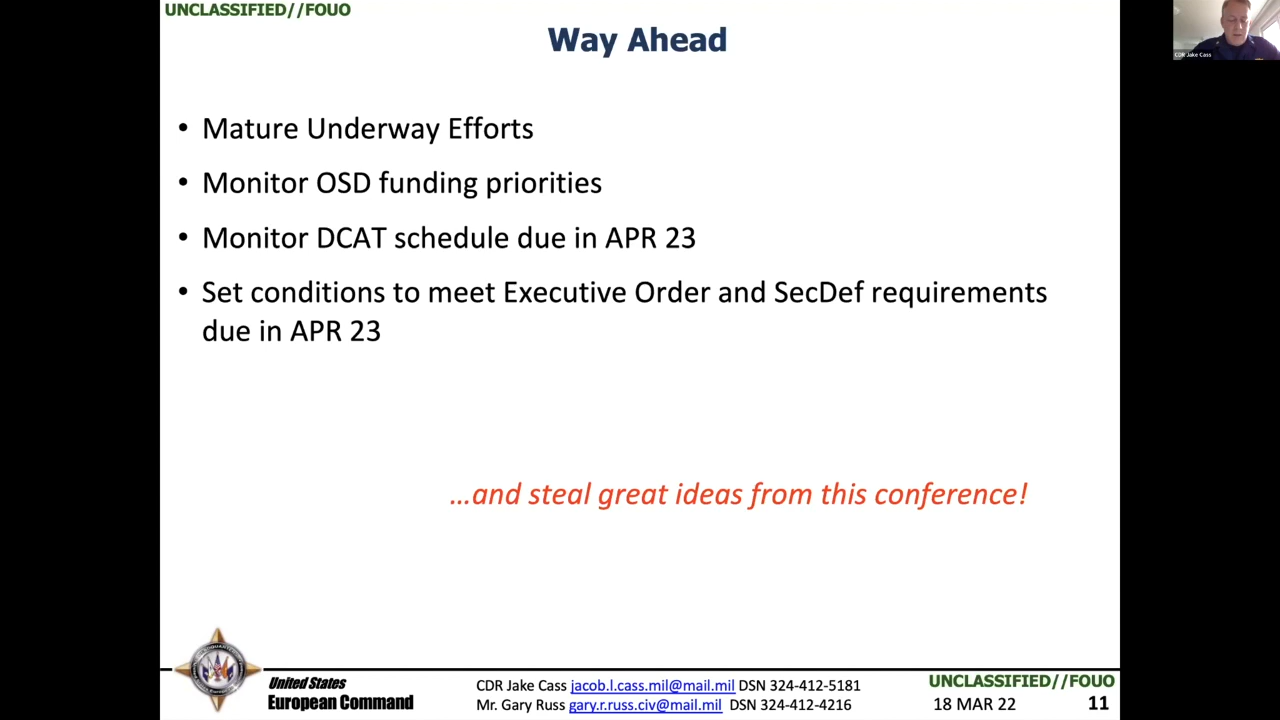 UNCLASSIFIED//FOUO
Way Ahead
CDR Jake Cass
• Mature Underway Efforts
• Monitor OSD funding priorities
• Monitor DCAT schedule due in APR 23
• Set conditions to meet Executive Order and SecDef requirements
due in APR 23
…and steal great ideas from this conference!
United States
European Command
CDR Jake Cass jacob.l.cass.mil@mail.mil DSN 324-412-5181
Mr. Gary Russ gary.r.russ.civ@mail.mil DSN 324-412-4216
UNCLASSIFIED//FOUO
18 MAR 22
11